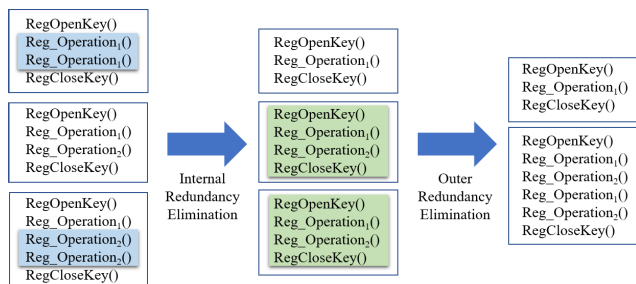 RegOpenKey()
Reg_Operation₁()
Reg_Operation₁()
RegCloseKey()
RegOpenKey()
Reg_Operation₁()
Reg_Operation₂()
RegCloseKey()
RegOpenKey()
Reg_Operation₁()
Reg_Operation₂()
Reg_Operation₂()
RegCloseKey()
Internal
Redundancy
Elimination
RegOpenKey()
Reg_Operation₁()
RegCloseKey()
RegOpenKey()
Reg_Operation₁()
Reg_Operation₂()
RegCloseKey()
RegOpenKey()
Reg_Operation₁()
Reg_Operation₂()
RegCloseKey()
Outer
Redundancy
Elimination
RegOpenKey()
Reg_Operation₁()
RegCloseKey()
RegOpenKey()
Reg_Operation₁()
Reg_Operation₂()
Reg_Operation₁()
Reg_Operation₂()
RegCloseKey()